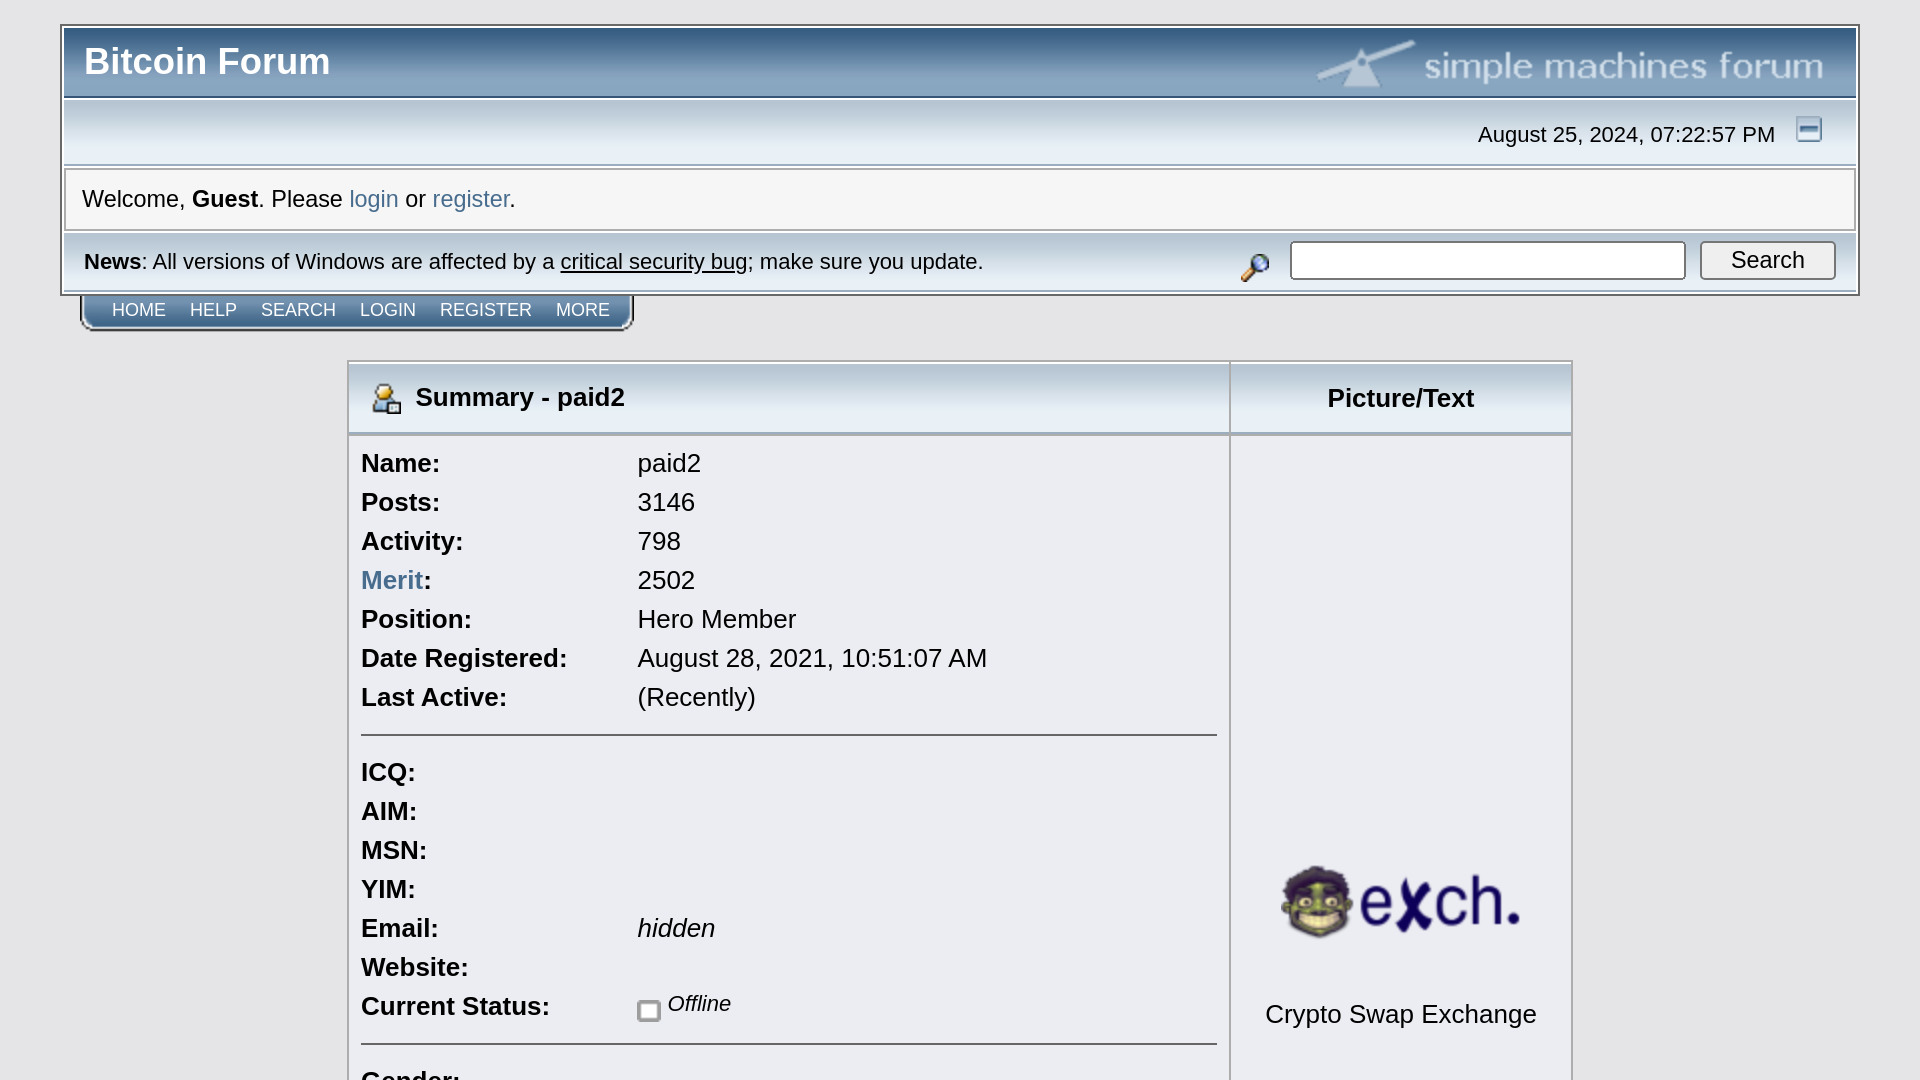 Bitcoin Forum
simple machines forum
August 25, 2024, 07:22:57 PM
Welcome, Guest. Please login or register.
News: All versions of Windows are affected by a critical security bug; make sure you update.
Search
HOME HELP SEARCH LOGIN REGISTER MORE
Summary - paid2
Picture/Text
Name: paid2
Posts: 3146
Activity: 798
Merit: 2502
Position: Hero Member
Date Registered: August 28, 2021, 10:51:07 AM
Last Active: (Recently)
ICQ:
AIM:
MSN:
YIM:
Email: hidden
Website:
Current Status: Offline
eXch.
Crypto Swap Exchange
Gender: